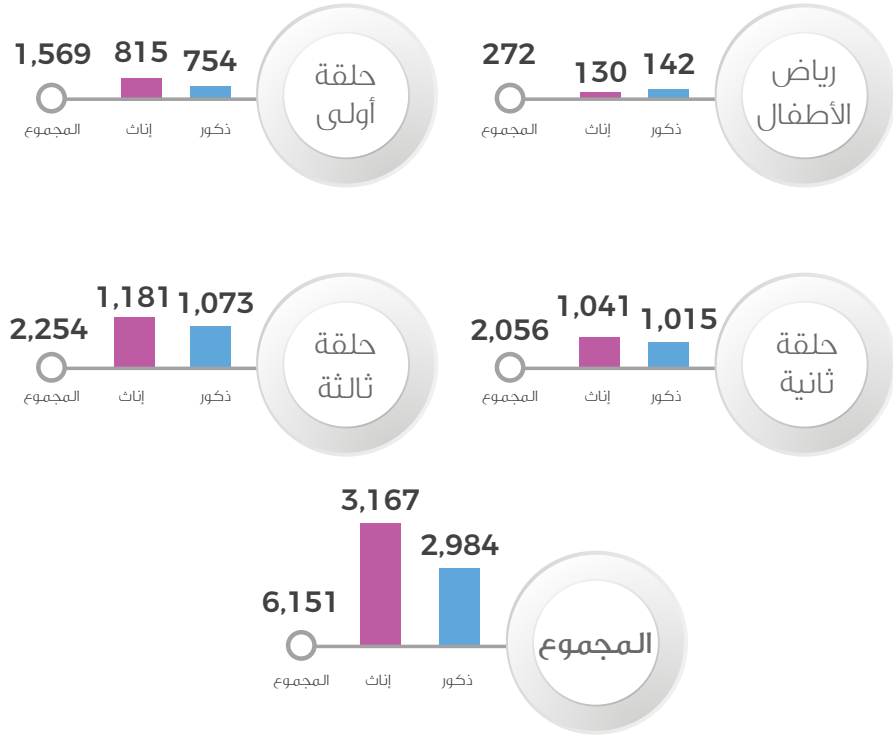 رياض
الأطفال
142
130
272
ذكور
إناث
المجموع
حلقة
أولى
754
815
1,569
ذكور
إناث
المجموع
حلقة
ثانية
1,015
1,041
2,056
ذكور
إناث
المجموع
حلقة
ثالثة
1,073
1,181
2,254
ذكور
إناث
المجموع
المجموع
2,984
3,167
6,151
ذكور
إناث
المجموع